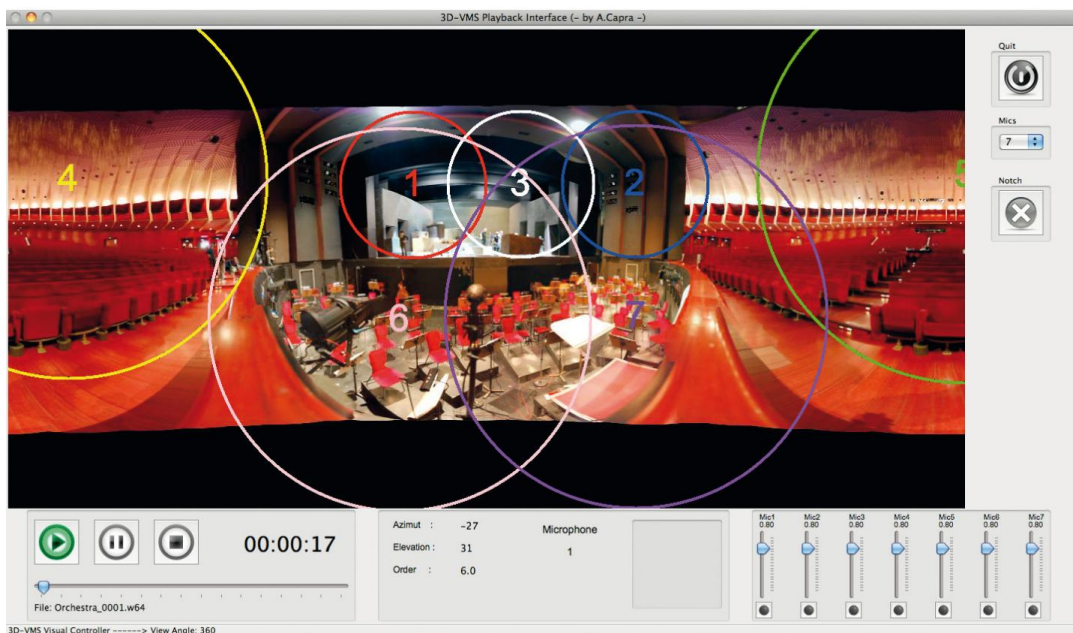 3D-VMS Playback Interface (- by A.Capra -)
Quit
Mics
7
Notch
4
1
3
2
5
6
7
00:00:17
File: Orchestra_0001.w64
Azimut : -27
Elevation : 31
Order : 6.0
Microphone
1
Mic1 Mic2 Mic3 Mic4 Mic5 Mic6 Mic7
0.80 0.80 0.80 0.80 0.80 0.80 0.80
3D-VMS Visual Controller ------> View Angle: 360